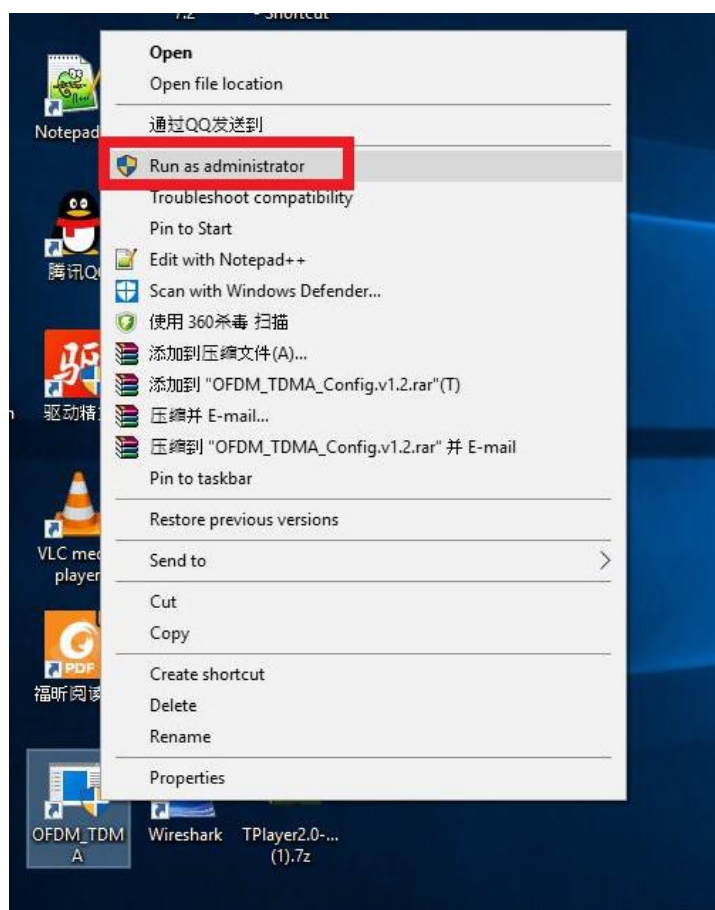 7.2 - Shortcut
Open
Open file location
通过QQ发送到
Notepad
Run as administrator
Troubleshoot compatibility
Pin to Start
Edit with Notepad++
腾讯Q
Scan with Windows Defender...
使用 360杀毒 扫描
添加到压缩文件(A)...
驱
添加到 "OFDM_TDMA_Config.v1.2.rar"(T)
驱动精
压缩并 E-mail...
压缩到 "OFDM_TDMA_Config.v1.2.rar" 并 E-mail
Pin to taskbar
Restore previous versions
VLC med
player
Send to
Cut
Copy
G
PDF
Create shortcut
福昕阅读
Delete
Rename
Properties
OFDM_TDM
A
Wireshark
TPlayer2.0-...
(1).7z